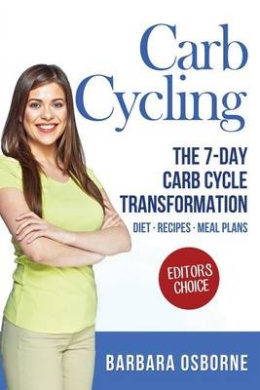 Carb
Cycling
THE 7-DAY
CARB CYCLE
TRANSFORMATION
DIET · RECIPES · MEAL PLANS
EDITORS
CHOICE
BARBARA OSBORNE